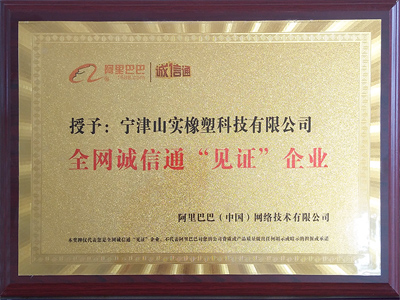 阿里巴巴 诚信通
授予：宁津山实橡塑科技有限公司
全网诚信通“见证”企业
阿里巴巴（中国）网络技术有限公司